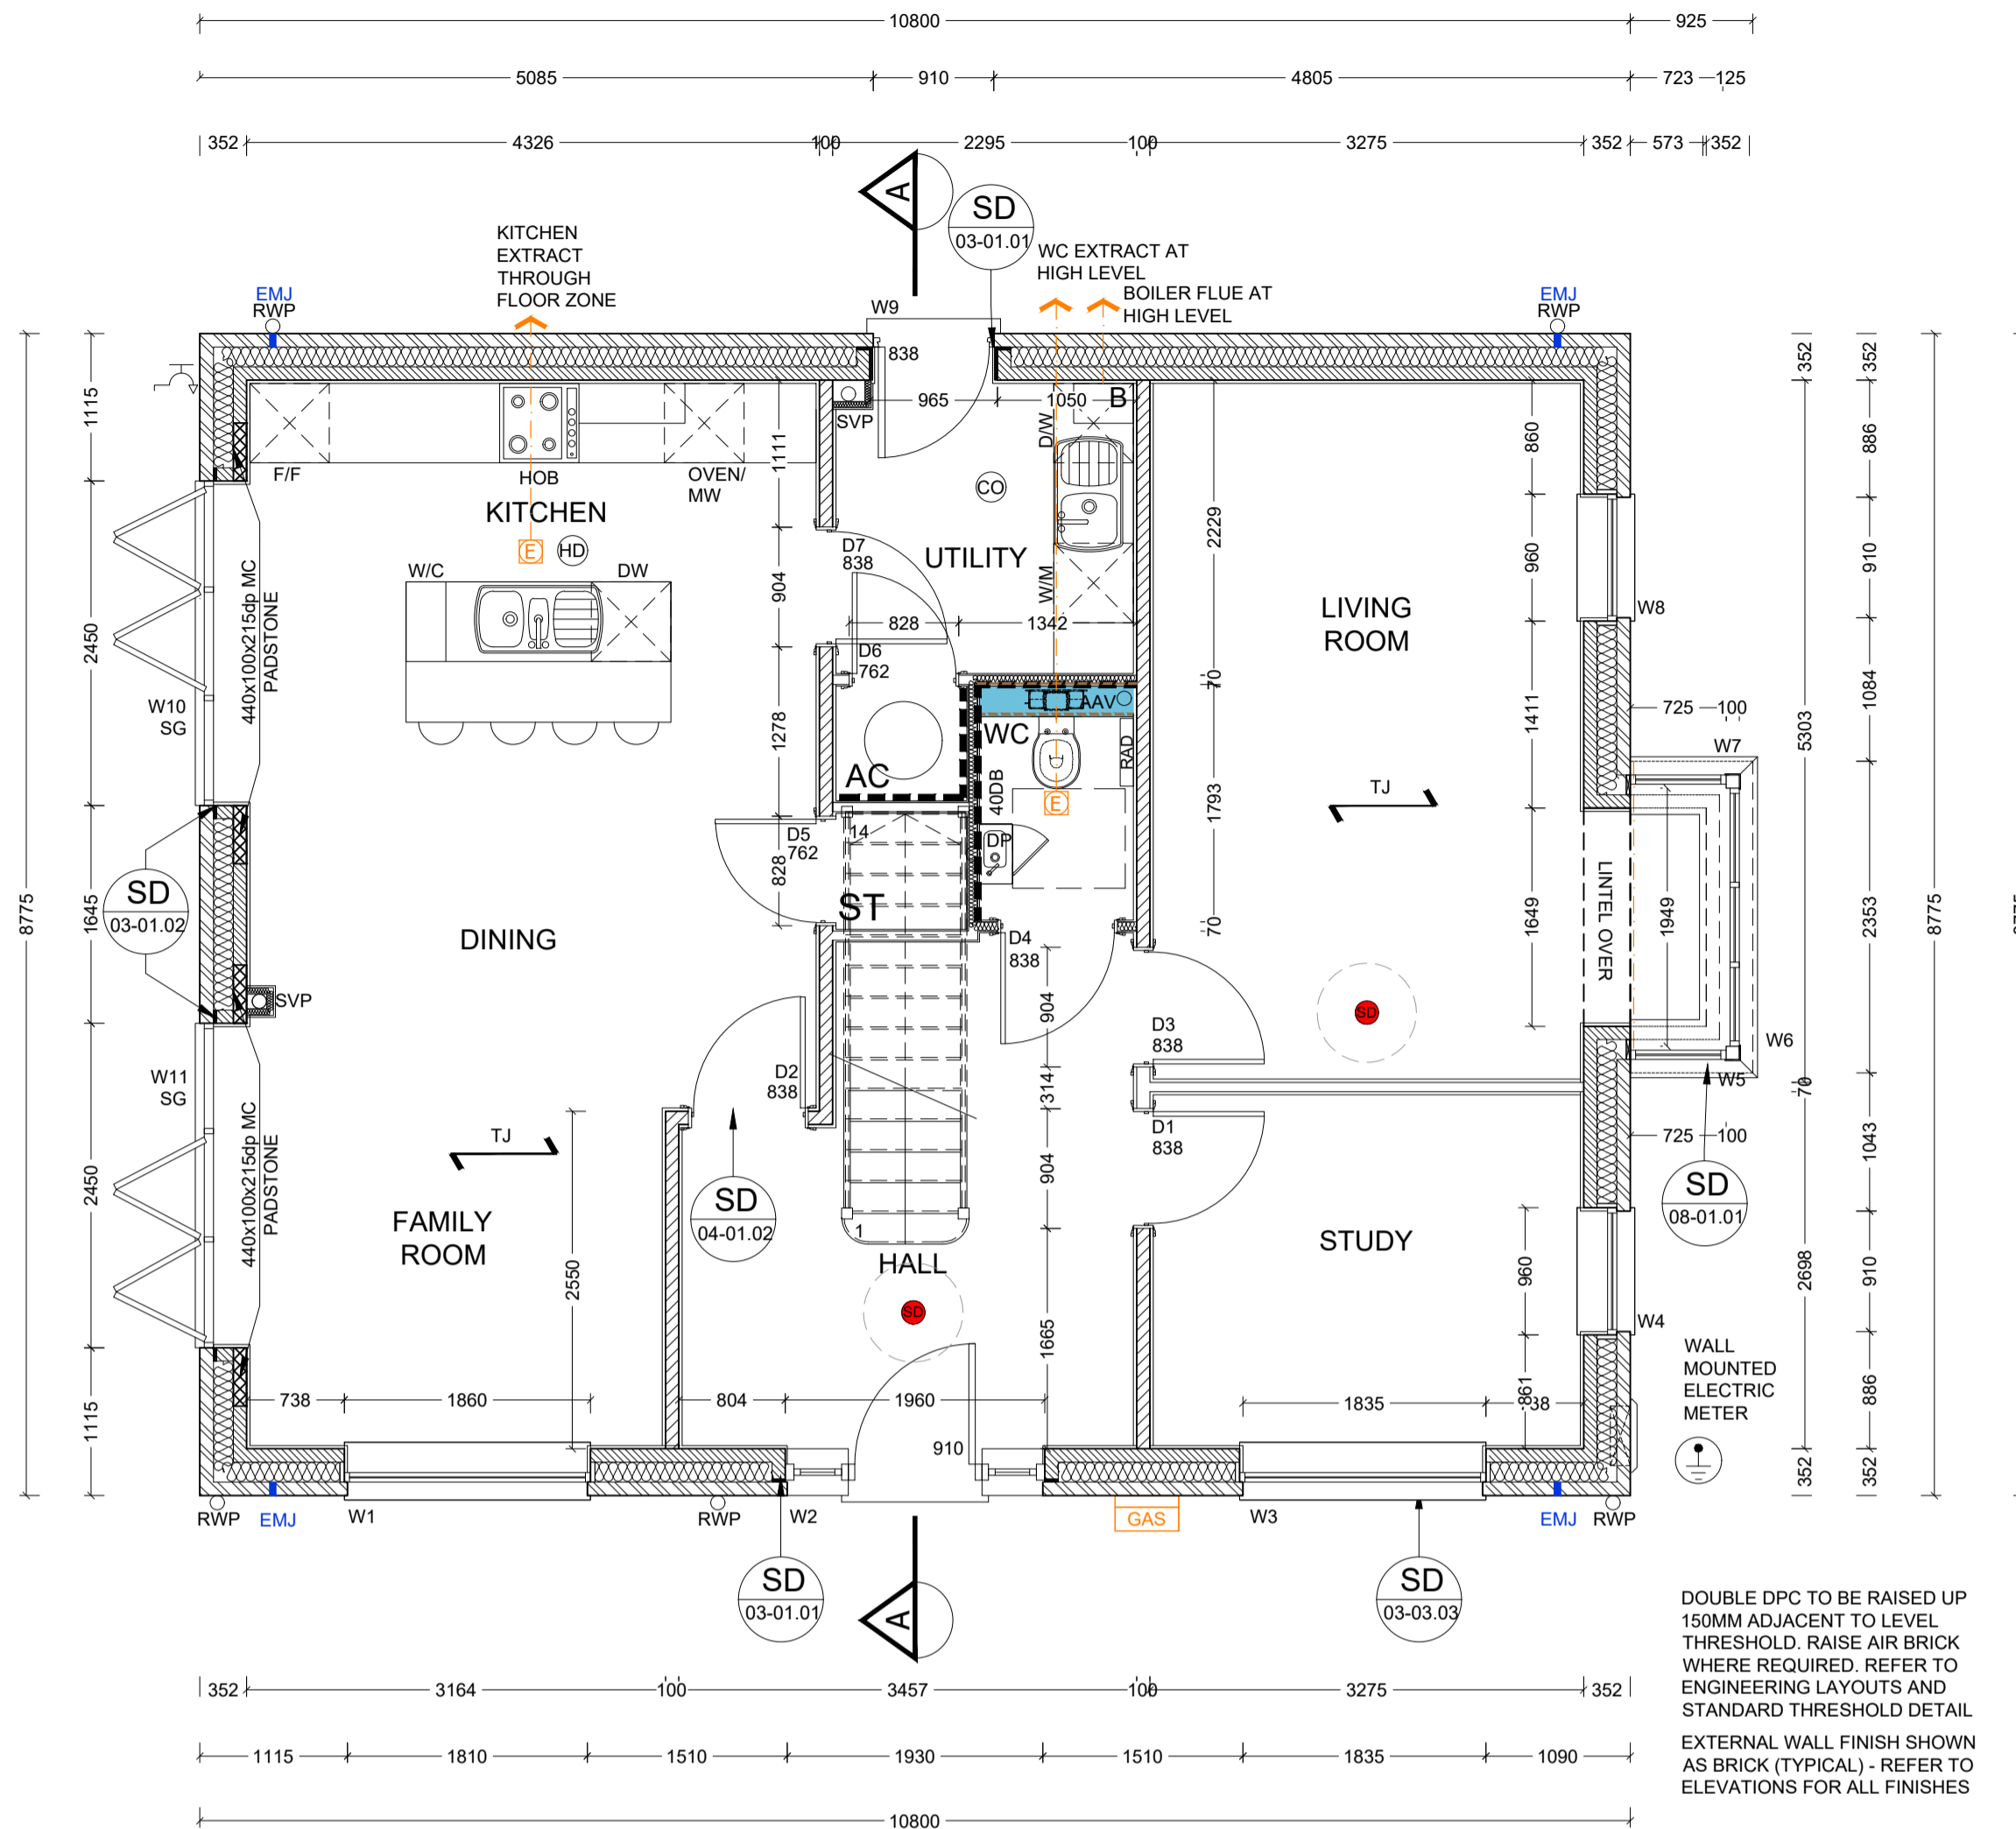 10800
925
5085
910
4805
723
125
352
4326
100
2295
100
3275
352
573
352
A
SD
03-01.01
KITCHEN
EXTRACT
THROUGH
FLOOR ZONE
WC EXTRACT AT
HIGH LEVEL
BOILER FLUE AT
HIGH LEVEL
EMJ
RWP
W9
EMJ
RWP
838
965
1050
B
SVP
D/W
F/F
HOB
OVEN/
MW
KITCHEN
E
HD
CO
UTILITY
D7
838
W/M
W/C
DW
828
1342
D6
762
1111
904
1278
828
440x100x215dp MC
PADSTONE
W10
SG
AC
WC
AAV
RAD
40DB
E
DP
14
D5
762
ST
SD
03-01.02
DINING
SVP
D4
838
D3
838
D2
838
D1
838
LIVING
ROOM
TJ
SD
LINTEL OVER
1949
2229
70
1793
70
860
960
1411
1649
W8
725
100
W7
W6
W5
725
100
SD
08-01.01
W11
SG
440x100x215dp MC
PADSTONE
TJ
FAMILY
ROOM
2550
SD
04-01.02
1
HALL
SD
904
314
904
1665
STUDY
960
861
W4
WALL
MOUNTED
ELECTRIC
METER
738
1860
804
1960
910
1835
838
8775
1115
2450
1645
2450
1115
352
5303
70
2698
352
352
886
910
1084
2353
1043
910
886
352
8775
RWP
EMJ
W1
RWP
W2
GAS
W3
EMJ
RWP
SD
03-01.01
A
SD
03-03.03
DOUBLE DPC TO BE RAISED UP
150MM ADJACENT TO LEVEL
THRESHOLD. RAISE AIR BRICK
WHERE REQUIRED. REFER TO
ENGINEERING LAYOUTS AND
STANDARD THRESHOLD DETAIL
EXTERNAL WALL FINISH SHOWN
AS BRICK (TYPICAL) - REFER TO
ELEVATIONS FOR ALL FINISHES
352
3164
100
3457
100
3275
352
1115
1810
1510
1930
1510
1835
1090
10800